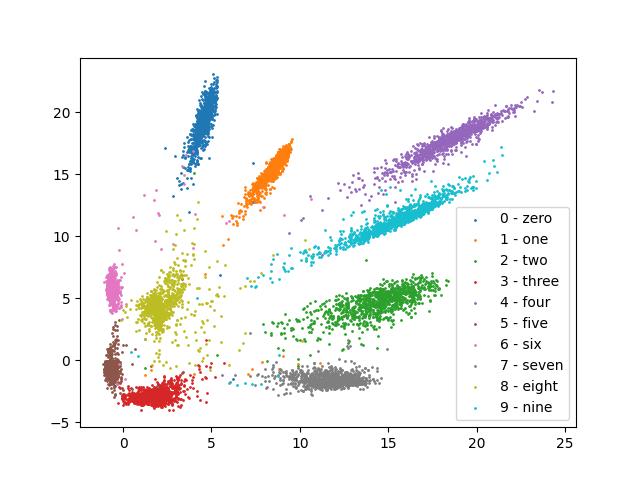 20
15
10
5
0
−5
0
5
10
15
20
25
0 - zero
1 - one
2 - two
3 - three
4 - four
5 - five
6 - six
7 - seven
8 - eight
9 - nine